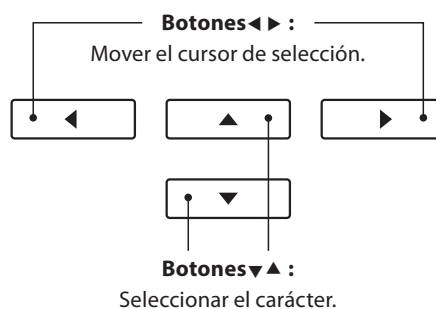 Botones◀ ▶ :
Mover el cursor de selección.
◀ ▲ ▶
▼
Botones▼▲ :
Seleccionar el carácter.